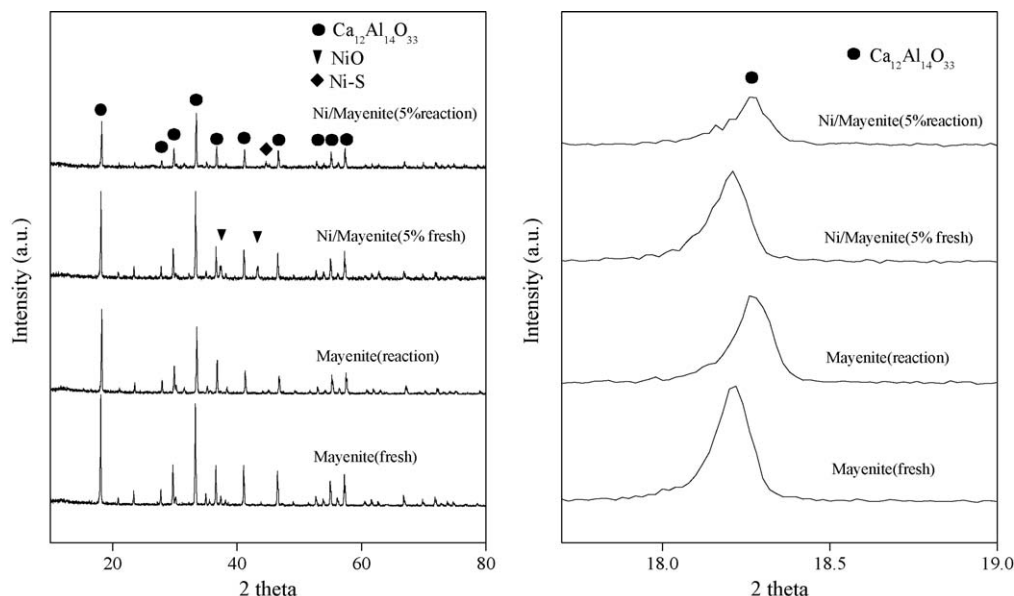 Ca₁₂Al₁₄O₃₃
NiO
Ni-S
Ni/Mayenite(5%reaction)
Ni/Mayenite(5% fresh)
Mayenite(reaction)
Mayenite(fresh)
Intensity (a.u.)
20 40 60 80
2 theta
Ca₁₂Al₁₄O₃₃
Ni/Mayenite(5%reaction)
Ni/Mayenite(5% fresh)
Mayenite(reaction)
Mayenite(fresh)
Intensity (a.u.)
18.0 18.5 19.0
2 theta